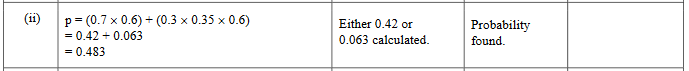 (ii) p = (0.7 × 0.6) + (0.3 × 0.35 × 0.6)
= 0.42 + 0.063
= 0.483
Either 0.42 or
0.063 calculated.
Probability
found.